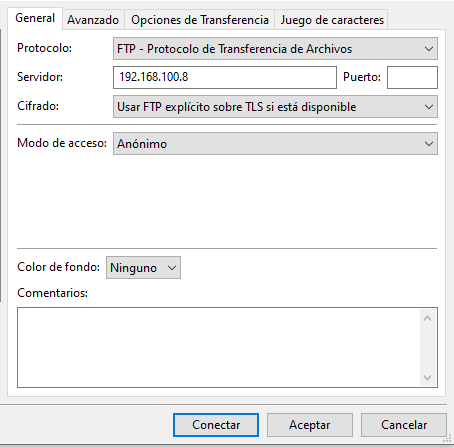 General Avanzado Opciones de Transferencia Juego de caracteres
Protocolo: FTP - Protocolo de Transferencia de Archivos
Servidor: 192.168.100.8 Puerto:
Cifrado: Usar FTP explícito sobre TLS si está disponible
Modo de acceso: Anónimo
Color de fondo: Ninguno
Comentarios:
Conectar Aceptar Cancelar